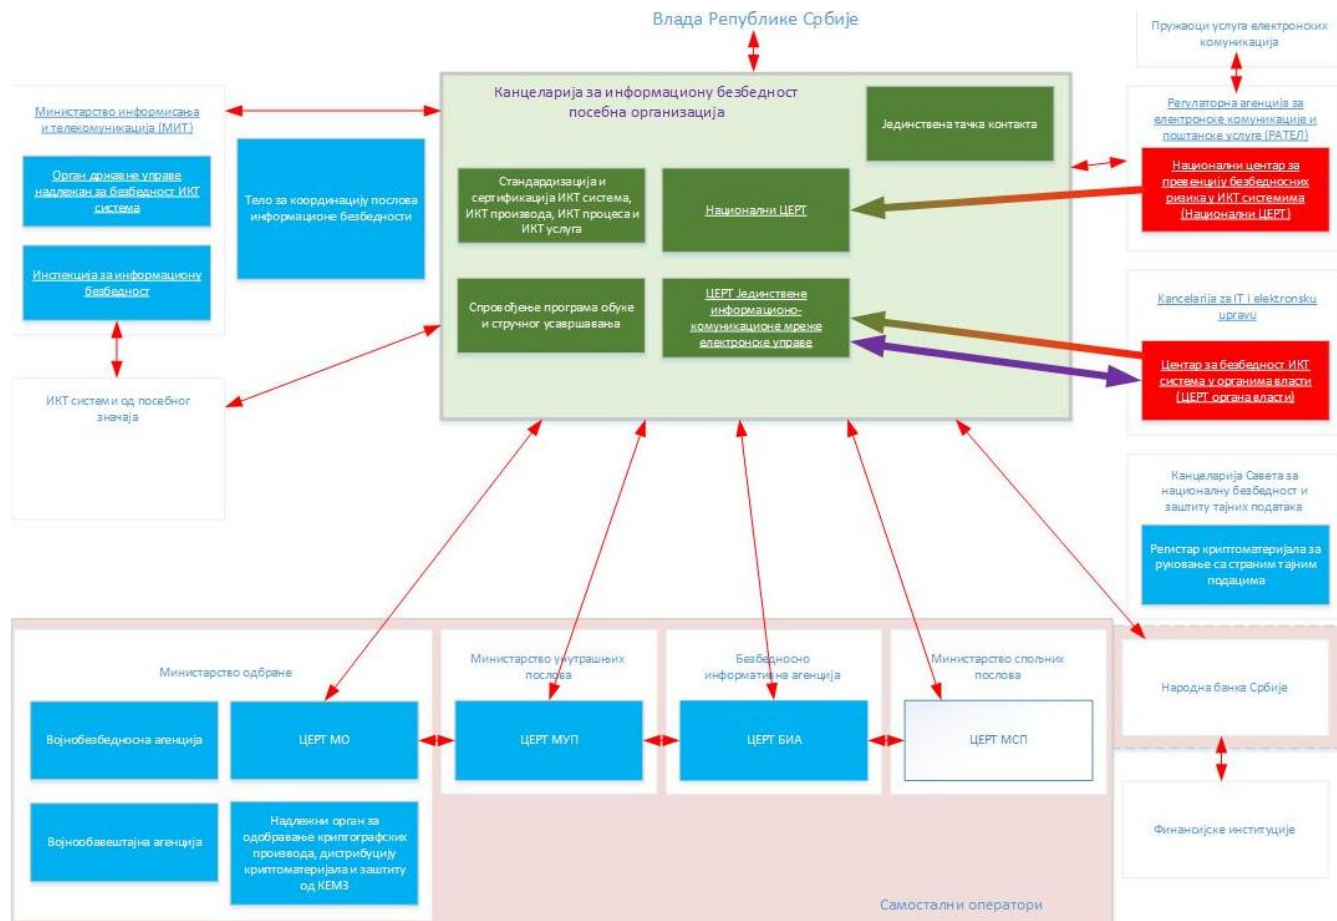 Влада Републике Србије
Пружаоци услуга електронских
комуникација
Канцеларија за информациону безбедност
посебна организација
Јединствена тачка контакта
Министарство информисања
и телекомуникација (МИТ)
Орган државне управе
надлежан за безбедност ИКТ
система
Инспекција за информациону
безбедност
Тело за координацију послова
информационе безбедности
Стандардизација и
сертификација ИКТ система,
ИКТ производа, ИКТ процеса и
ИКТ услуга
Национални ЦЕРТ
Спровођење програма обуке
и стручног усавршавања
ЦЕРТ Јединствене
информационо-
комуникационе мреже
електронске управе
Регулаторна агенција за
електронске комуникације и
поштанске услуге (РАТЕЛ)
Национални центар за
превенцију безбедносних
ризика у ИКТ системима
(Национални ЦЕРТ)
Kancelarija za IT i elektronsku
upravu
Центар за безбедност ИКТ
система у органима власти
(ЦЕРТ органа власти)
ИКТ системи од посебног
значаја
Канцеларија Савета за
националну безбедност и
заштиту тајних података
Регистар криптоматеријала за
руковање са страним тајним
подацима
Министарство одбране
Војнобезбедносна агенција
ЦЕРТ МО
Војнообавештајна агенција
Надлежни орган за
одобравање криптографских
производа, дистрибуцију
криптоматеријала и заштиту
од КЕМЗ
Министарство унутрашњих
послова
ЦЕРТ МУП
Безбедносно
информативна агенција
ЦЕРТ БИА
Министарство спољних
послова
ЦЕРТ МСП
Народна банка Србије
Финансијске институције
Самостални оператори